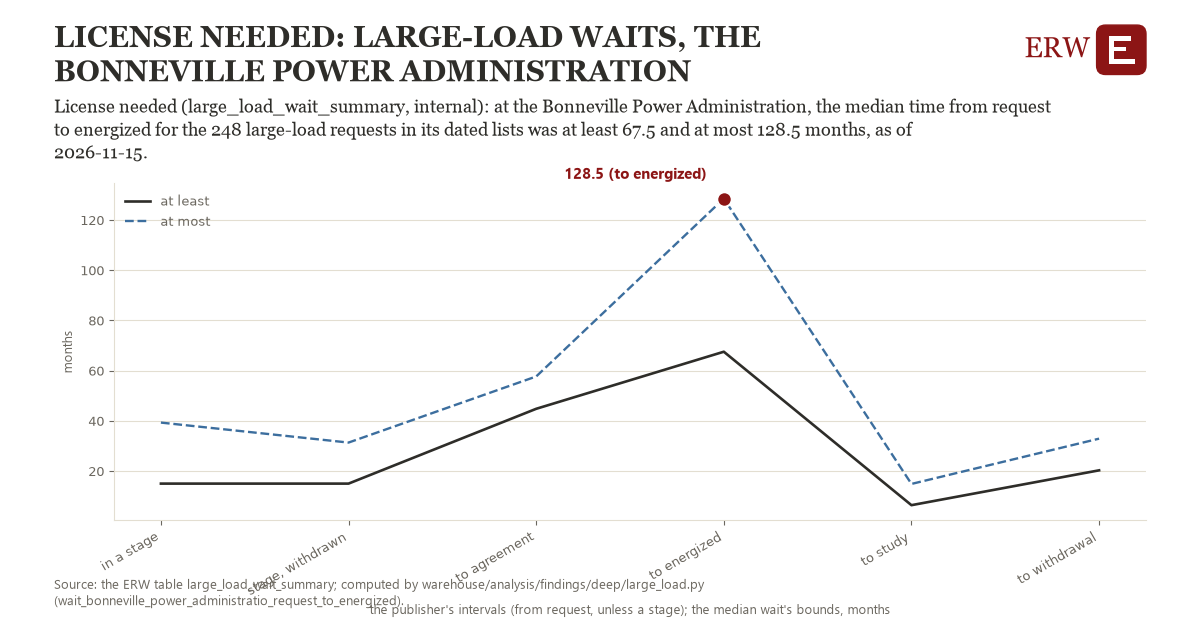 LICENSE NEEDED: LARGE-LOAD WAITS, THE
BONNEVILLE POWER ADMINISTRATION
ERW E
License needed (large_load_wait_summary, internal): at the Bonneville Power Administration, the median time from request
to energized for the 248 large-load requests in its dated lists was at least 67.5 and at most 128.5 months, as of
2026-11-15.
128.5 (to energized)
at least
at most
120
100
80
60
40
20
months
in a stage
stage, withdrawn
to agreement
to energized
to study
to withdrawal
Source: the ERW table large_load_wait_summary; computed by warehouse/analysis/findings/deep/large_load.py
(wait_bonneville_power_administratio_request_to_energized).
the publisher's intervals (from request, unless a stage); the median wait's bounds, months